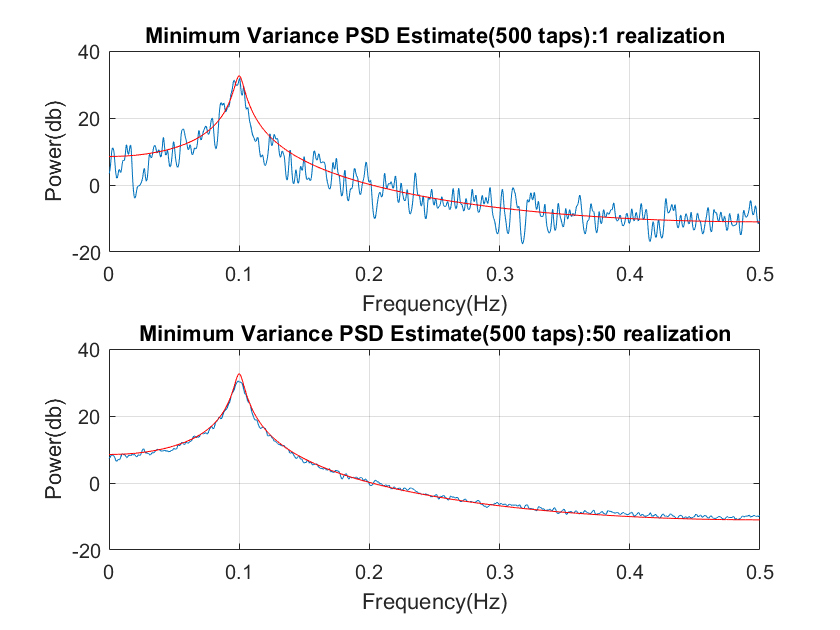 Minimum Variance PSD Estimate(500 taps):1 realization
40
20
0
-20
Power(db)
0 0.1 0.2 0.3 0.4 0.5
Frequency(Hz)
Minimum Variance PSD Estimate(500 taps):50 realization
40
20
0
-20
Power(db)
0 0.1 0.2 0.3 0.4 0.5
Frequency(Hz)